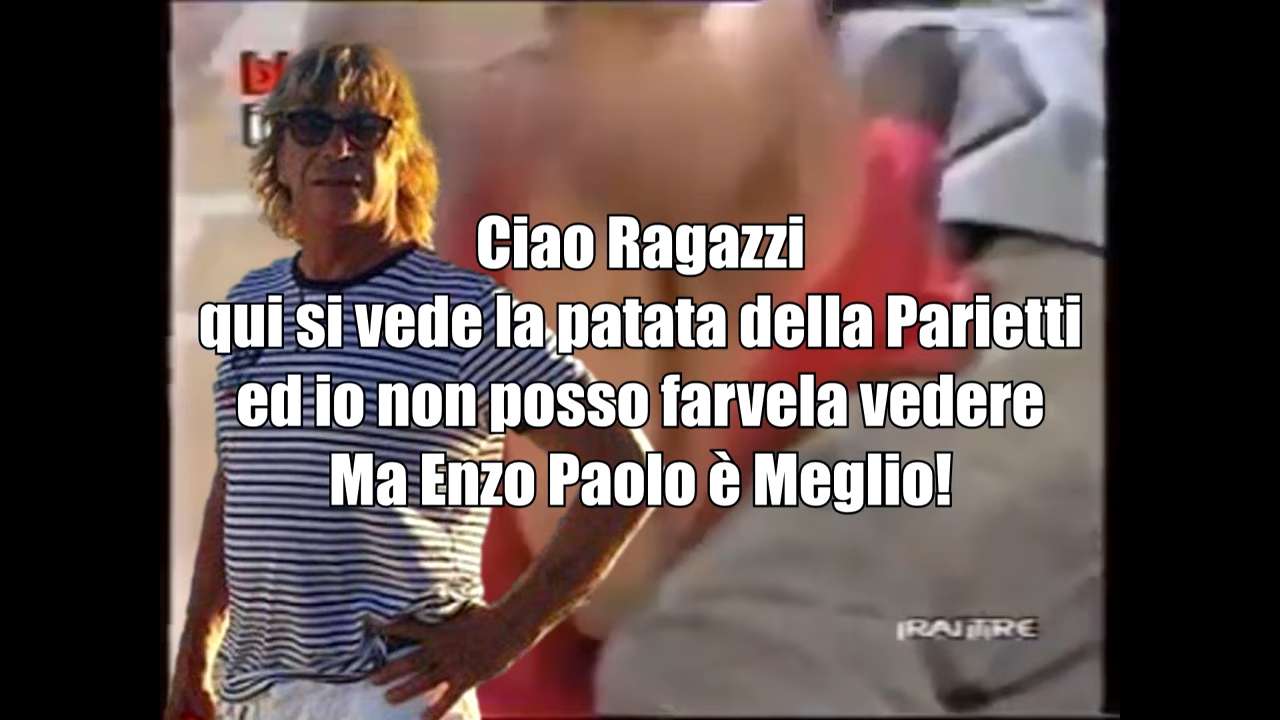 Ciao Ragazzi
qui si vede la patata della Parietti
ed io non posso farvela vedere
Ma Enzo Paolo è Meglio!
RAI TRE